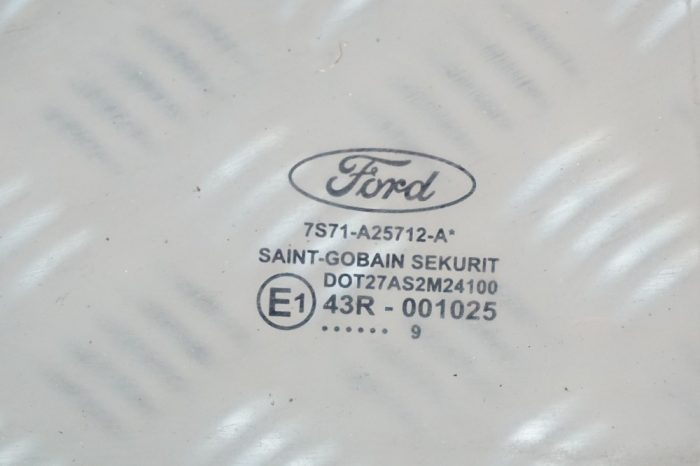 Ford
7S71-A25712-A*
SAINT-GOBAIN SEKURIT
DOT27AS2M24100
E1 43R - 001025
...... 9